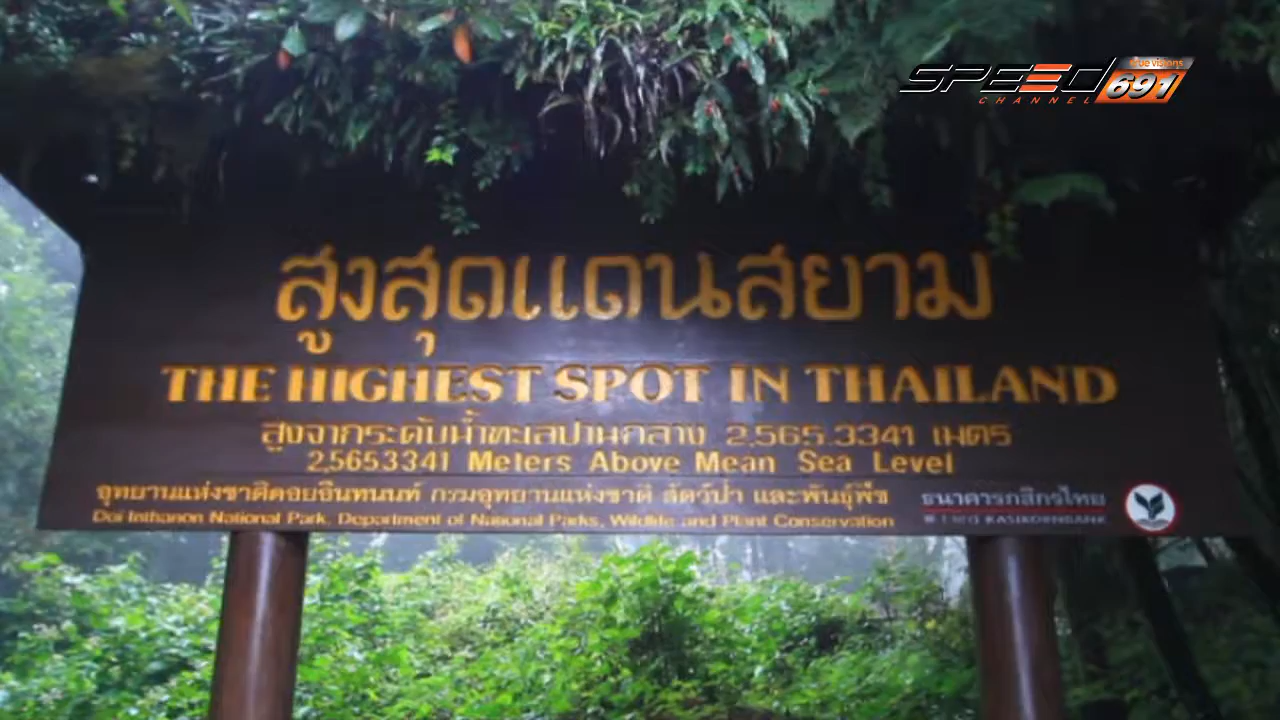 true visions
SPEED 691
CHANNEL
สูงสุดแดนสยาม
THE HIGHEST SPOT IN THAILAND
สูงจากระดับน้ำทะเลปานกลาง 2,565.3341 เมตร
2,565.3341 Meters Above Mean Sea Level
อุทยานแห่งชาติดอยอินทนนท์ กรมอุทยานแห่งชาติ สัตว์ป่า และพันธุ์พืช
Doi Inthanon National Park, Department of National Parks, Wildlife and Plant Conservation
ธนาคารกสิกรไทย
KASIKORNBANK